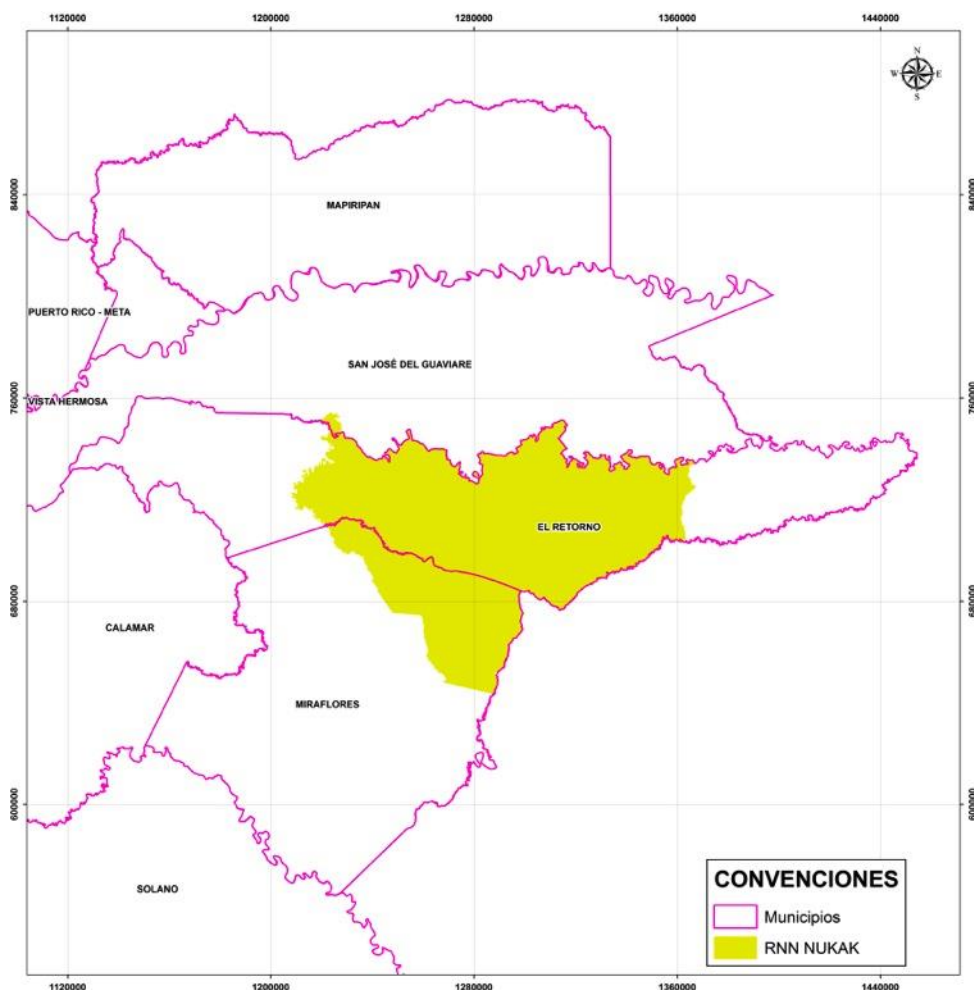 1120000 1200000 1280000 1360000 1440000
N
W E
S
840000 840000
MAPIRIPAN
PUERTO RICO - META
SAN JOSÉ DEL GUAVIARE
760000 760000
VISTA HERMOSA
EL RETORNO
680000 680000
CALAMAR
MIRAFLORES
600000 600000
CONVENCIONES
Municipios
SOLANO
RNN NUKAK
1120000 1200000 1280000 1360000 1440000